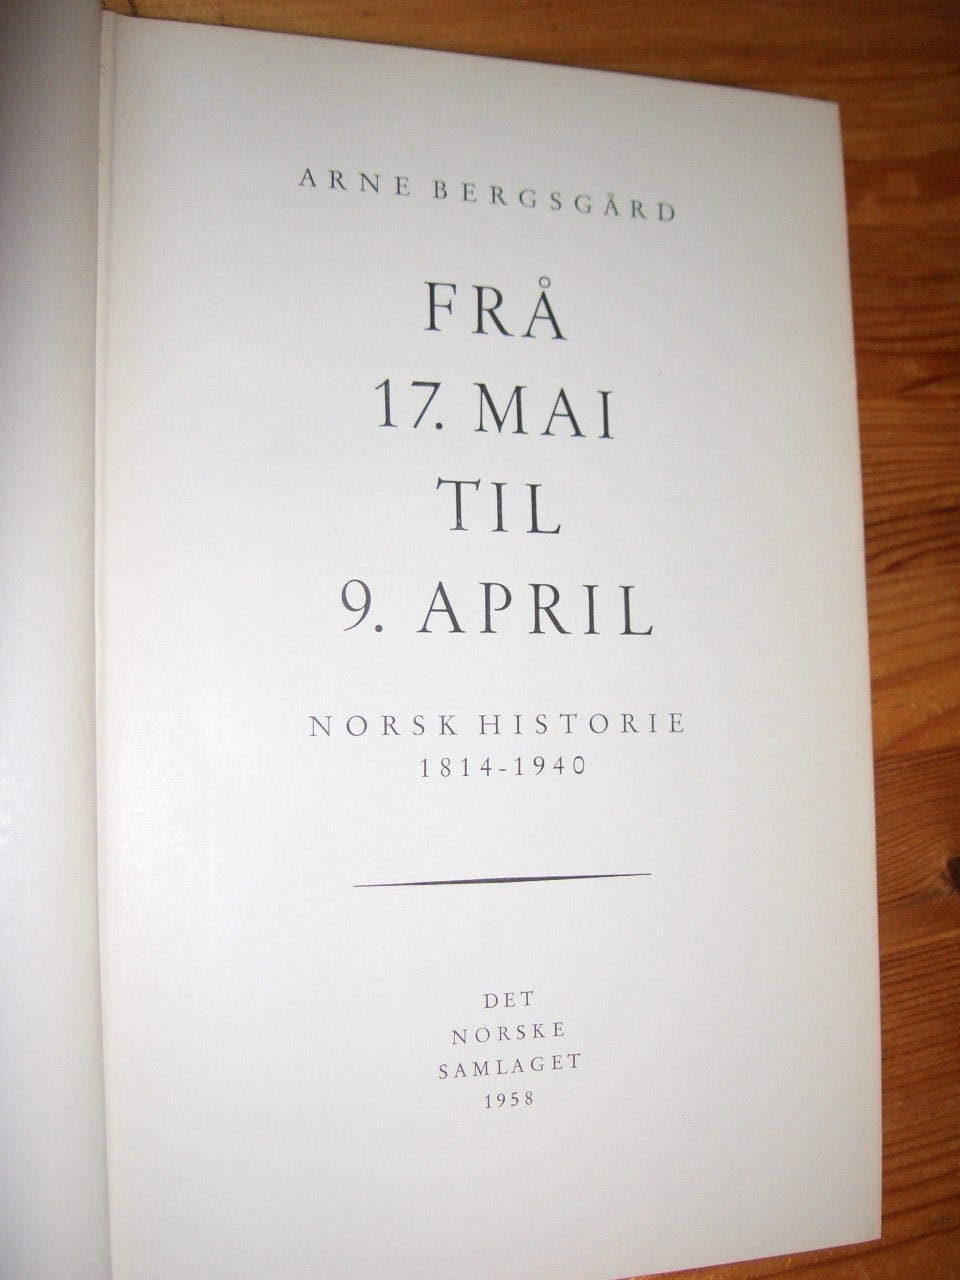 ARNE BERGSGÅRD
FRÅ
17. MAI
TIL
9. APRIL
NORSK HISTORIE
1814-1940
DET
NORSKE
SAMLAGET
1958